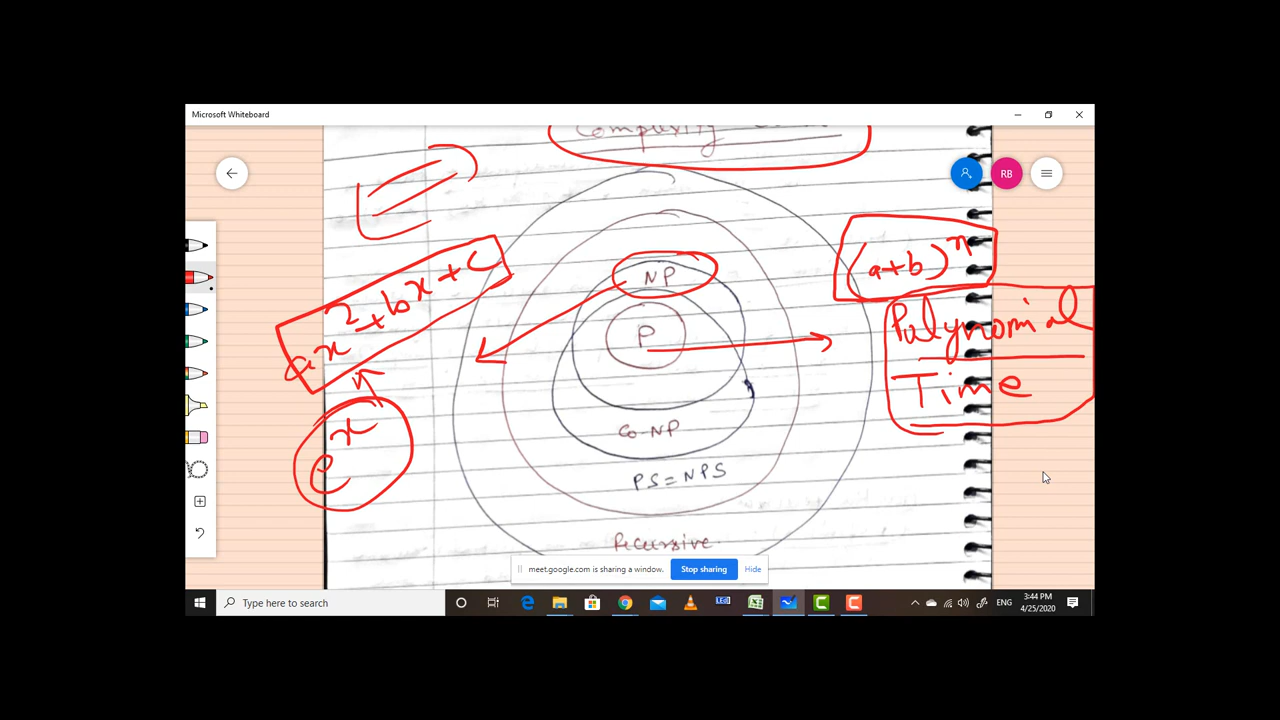 Microsoft Whiteboard
Complexity
RB
NP
P
Co-NP
PS = NPS
Recursive
ax²+bx+c
eˣ
(a+b)ⁿ
Polynomial
Time
meet.google.com is sharing a window.
Stop sharing
Hide
Type here to search
ENG
3:44 PM
4/25/2020